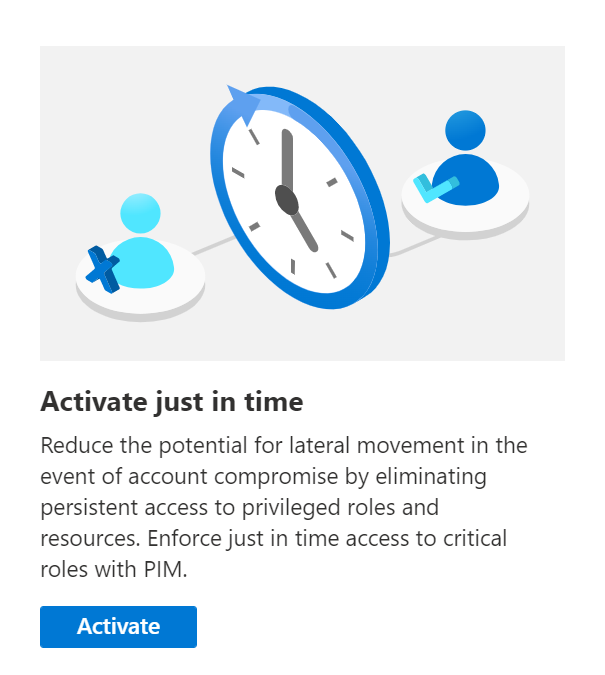 Activate just in time
Reduce the potential for lateral movement in the
event of account compromise by eliminating
persistent access to privileged roles and
resources. Enforce just in time access to critical
roles with PIM.
Activate